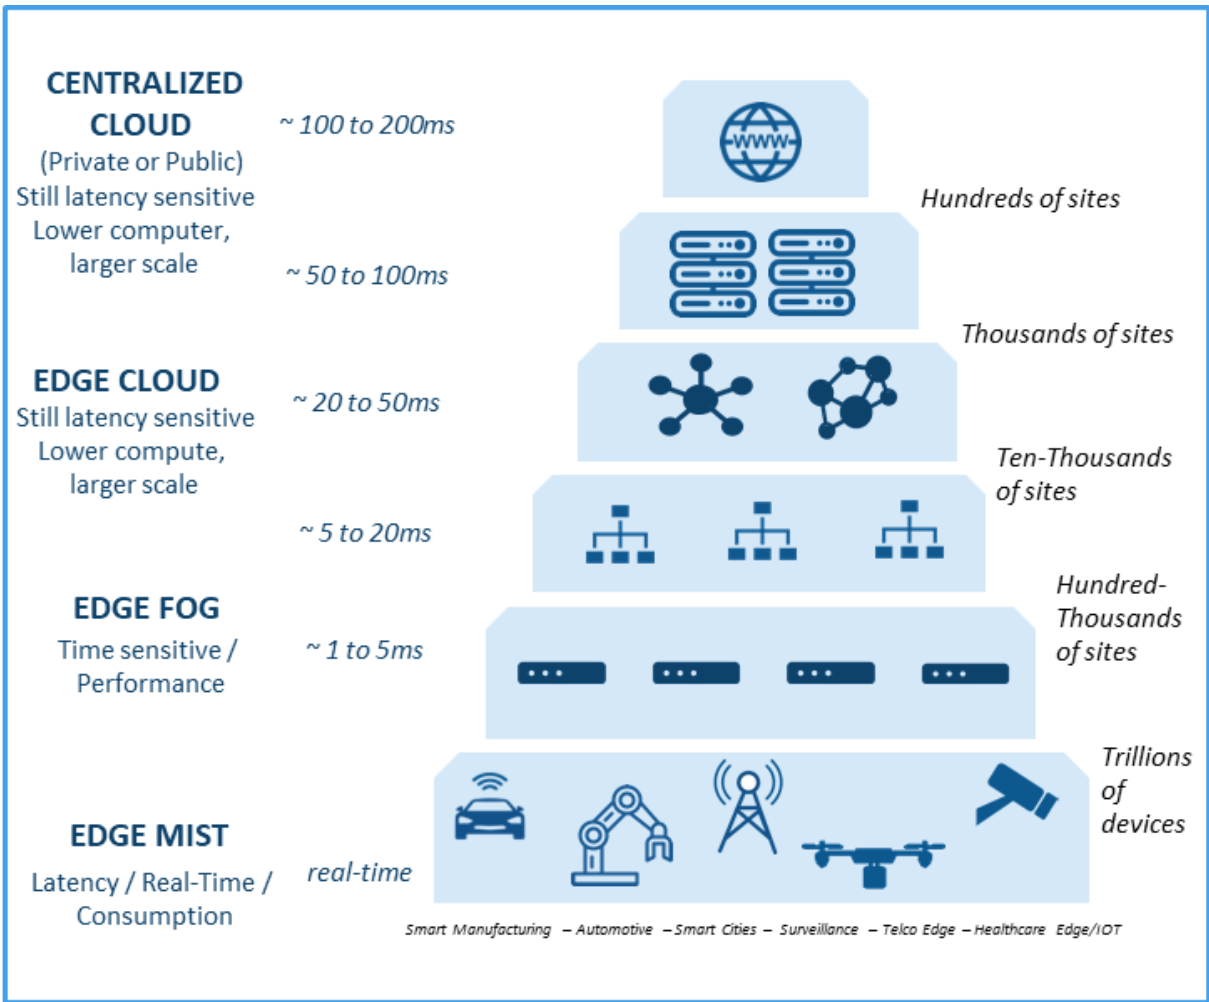 CENTRALIZED
CLOUD
(Private or Public)
Still latency sensitive
Lower computer,
larger scale
~ 100 to 200ms
WWW
Hundreds of sites
~ 50 to 100ms
Thousands of sites
EDGE CLOUD
Still latency sensitive
Lower compute,
larger scale
~ 20 to 50ms
Ten-Thousands
of sites
~ 5 to 20ms
Hundred-
Thousands
of sites
EDGE FOG
Time sensitive /
Performance
~ 1 to 5ms
Trillions
of
devices
EDGE MIST
Latency / Real-Time /
Consumption
real-time
Smart Manufacturing – Automotive – Smart Cities – Surveillance – Telco Edge – Healthcare Edge/IOT